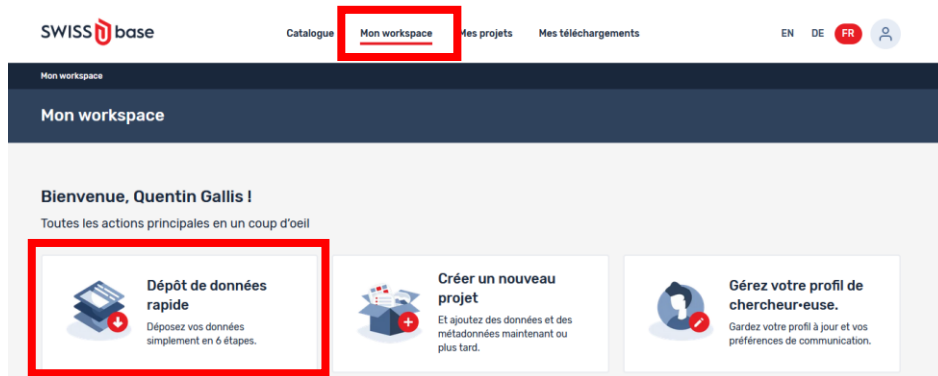 SWISS base
Catalogue Mon workspace Mes projets Mes téléchargements EN DE FR
Mon workspace
Mon workspace
Bienvenue, Quentin Gallis !
Toutes les actions principales en un coup d'oeil
Dépôt de données
rapide
Déposez vos données
simplement en 6 étapes.
Créer un nouveau
projet
Et ajoutez des données et des
métadonnées maintenant ou
plus tard.
Gérez votre profil de
chercheur•euse.
Gardez votre profil à jour et vos
préférences de communication.